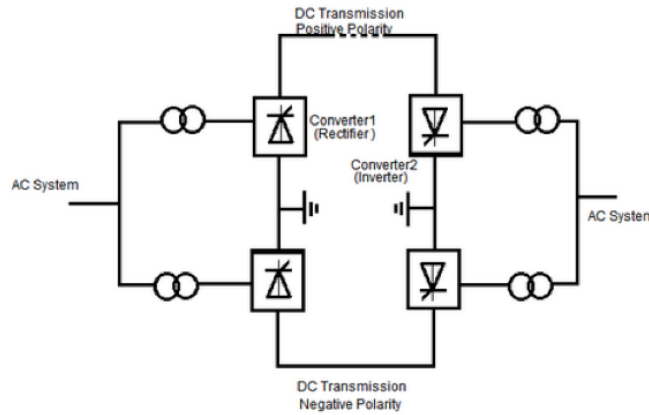 DC Transmission
Positive Polarity
Converter1
(Rectifier)
Converter2
(Inverter)
AC System
AC System
DC Transmission
Negative Polarity